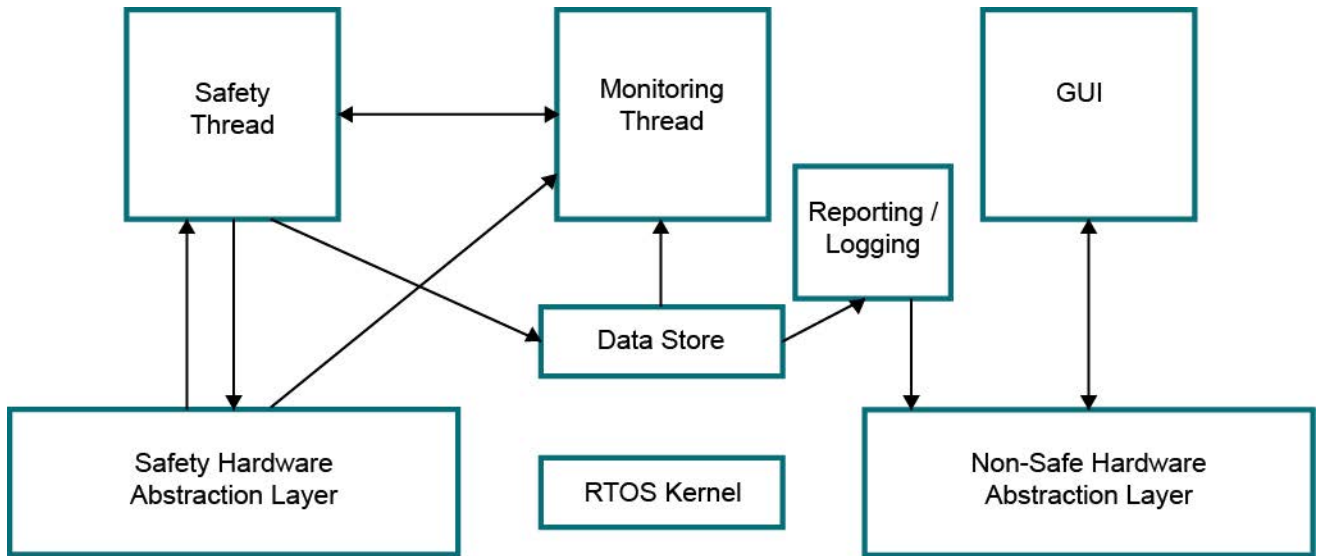 Safety
Thread
Monitoring
Thread
GUI
Reporting /
Logging
Data Store
Safety Hardware
Abstraction Layer
RTOS Kernel
Non-Safe Hardware
Abstraction Layer